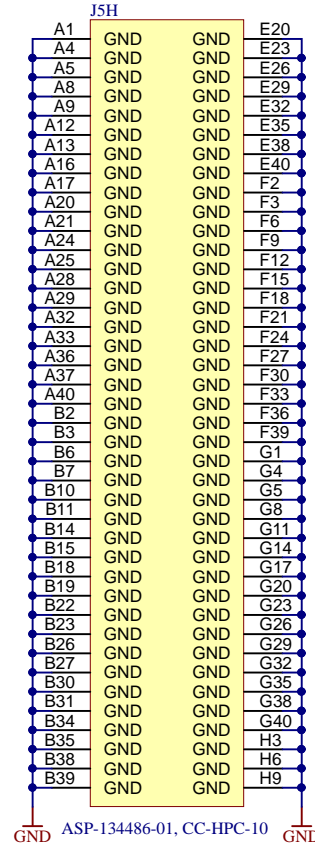 J5H
A1 GND GND E20
A4 GND GND E23
A5 GND GND E26
A8 GND GND E29
A9 GND GND E32
A12 GND GND E35
A13 GND GND E38
A16 GND GND E40
A17 GND GND F2
A20 GND GND F3
A21 GND GND F6
A24 GND GND F9
A25 GND GND F12
A28 GND GND F15
A29 GND GND F18
A32 GND GND F21
A33 GND GND F24
A36 GND GND F27
A37 GND GND F30
A40 GND GND F33
B2 GND GND F36
B3 GND GND F39
B6 GND GND G1
B7 GND GND G4
B10 GND GND G5
B11 GND GND G8
B14 GND GND G11
B15 GND GND G14
B18 GND GND G17
B19 GND GND G20
B22 GND GND G23
B23 GND GND G26
B26 GND GND G29
B27 GND GND G32
B30 GND GND G35
B31 GND GND G38
B34 GND GND G40
B35 GND GND H3
B38 GND GND H6
B39 GND GND H9
GND ASP-134486-01, CC-HPC-10 GND